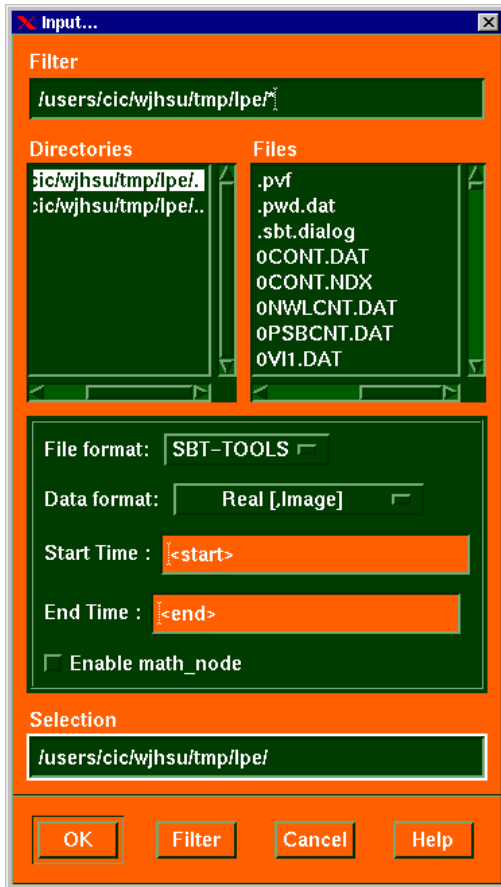 Input...
Filter
/users/cic/wjhsu/tmp/lpe/*
Directories
cic/wjhsu/tmp/lpe/.
cic/wjhsu/tmp/lpe/..
Files
.pvf
.pwd.dat
.sbt.dialog
0CONT.DAT
0CONT.NDX
0NWLCNT.DAT
0PSBCNT.DAT
0VI1.DAT
File format: SBT-TOOLS
Data format: Real [,Image]
Start Time : <start>
End Time : <end>
Enable math_node
Selection
/users/cic/wjhsu/tmp/lpe/
OK Filter Cancel Help